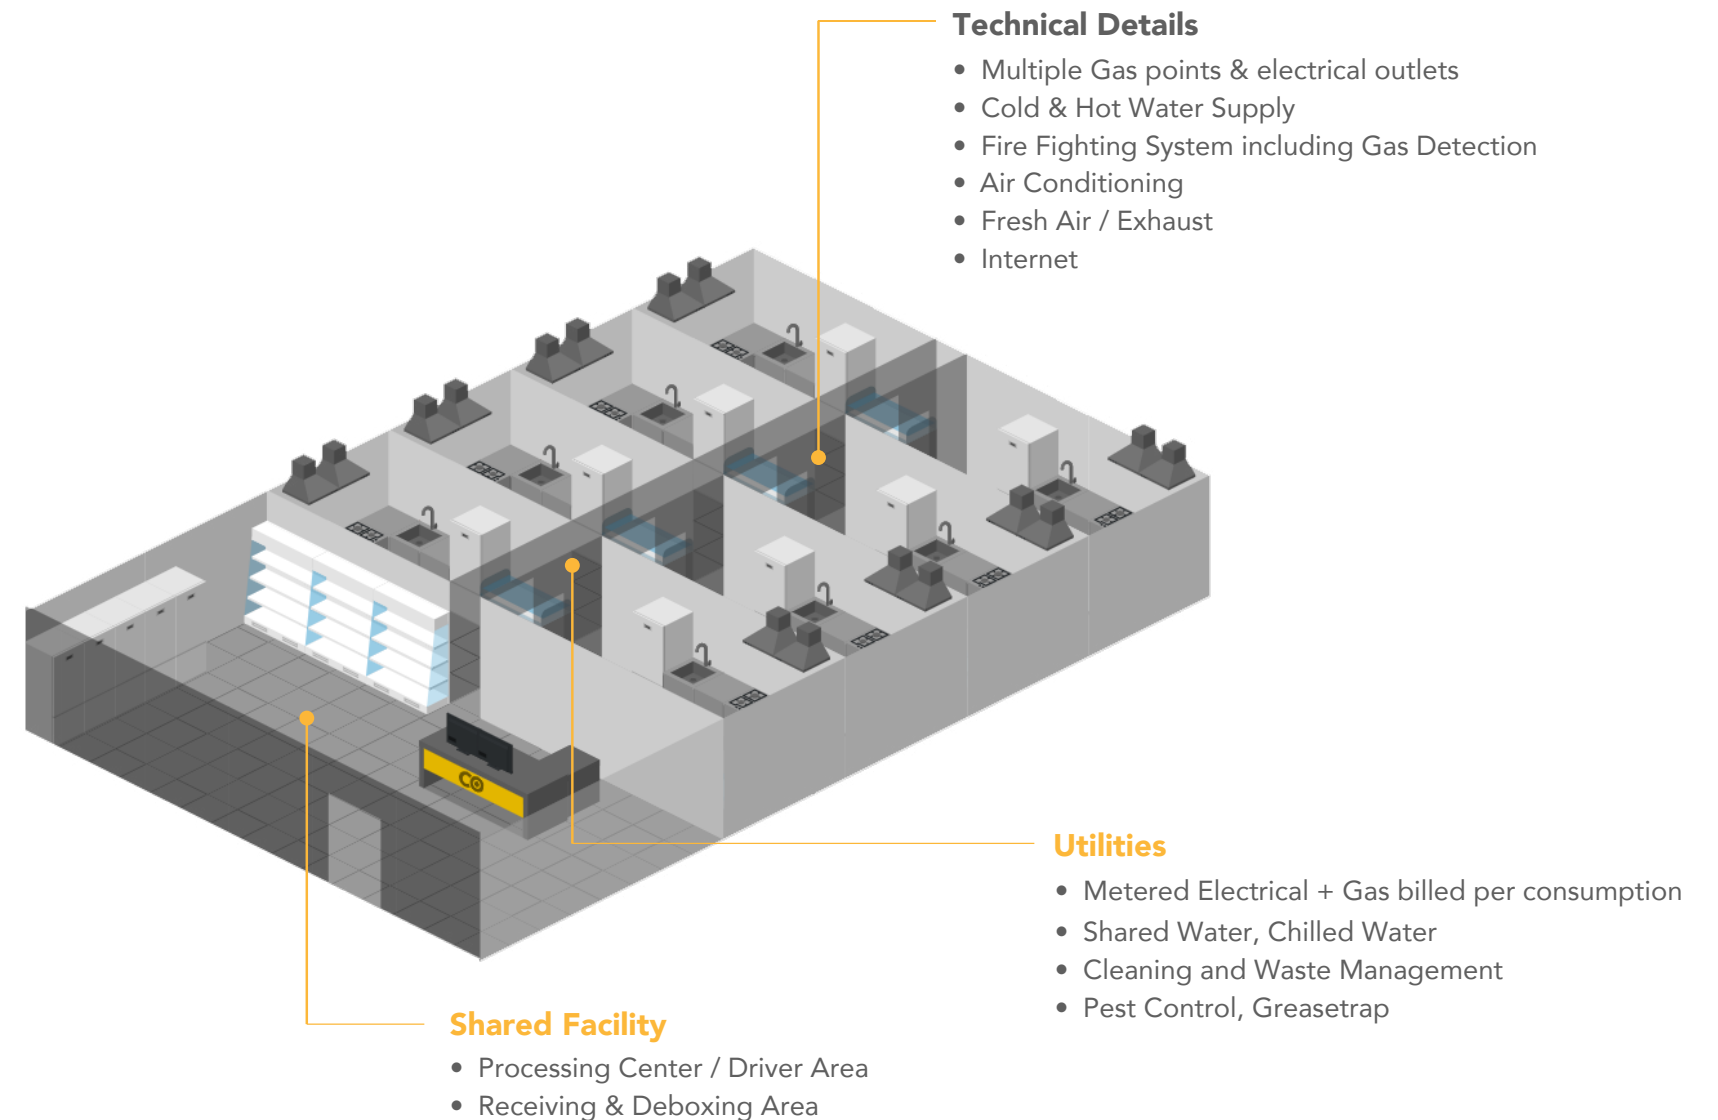 Technical Details
• Multiple Gas points & electrical outlets
• Cold & Hot Water Supply
• Fire Fighting System including Gas Detection
• Air Conditioning
• Fresh Air / Exhaust
• Internet
CO
Utilities
• Metered Electrical + Gas billed per consumption
• Shared Water, Chilled Water
• Cleaning and Waste Management
• Pest Control, Greasetrap
Shared Facility
• Processing Center / Driver Area
• Receiving & Deboxing Area